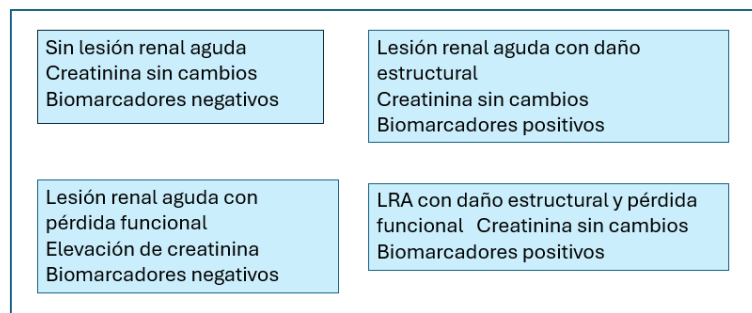 Sin lesión renal aguda
Creatinina sin cambios
Biomarcadores negativos
Lesión renal aguda con daño
estructural
Creatinina sin cambios
Biomarcadores positivos
Lesión renal aguda con
pérdida funcional
Elevación de creatinina
Biomarcadores negativos
LRA con daño estructural y pérdida
funcional Creatinina sin cambios
Biomarcadores positivos